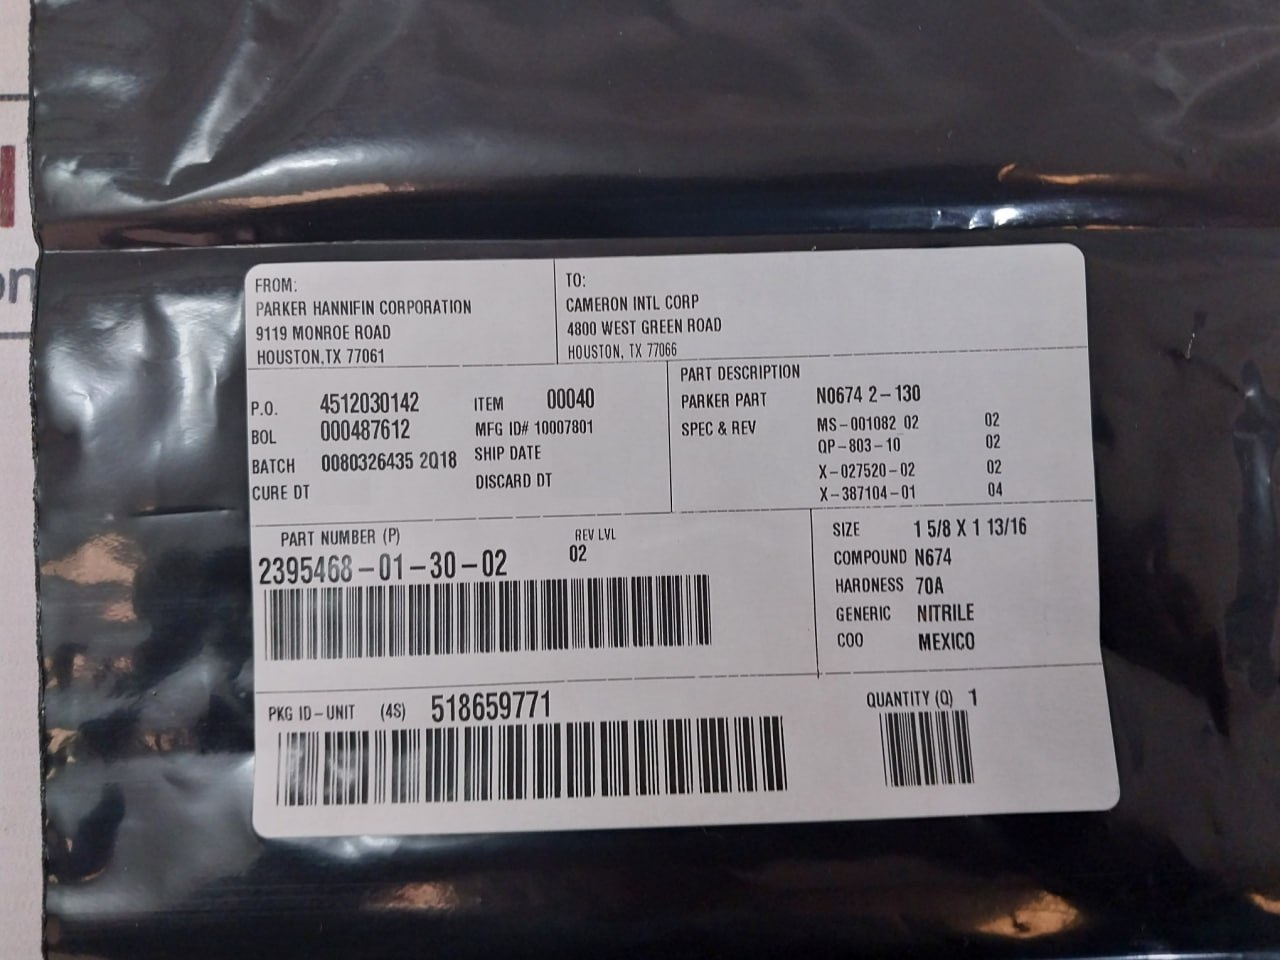 FROM:
PARKER HANNIFIN CORPORATION
9119 MONROE ROAD
HOUSTON,TX 77061
TO:
CAMERON INTL CORP
4800 WEST GREEN ROAD
HOUSTON, TX 77066
P.O. 4512030142 ITEM 00040
BOL 000487612 MFG ID# 10007801
BATCH 0080326435 2Q18 SHIP DATE
CURE DT DISCARD DT
PART DESCRIPTION
PARKER PART N0674 2-130
SPEC & REV MS-001082 02 02
QP-803-10 02
X-027520-02 02
X-387104-01 04
PART NUMBER (P) REV LVL
2395468-01-30-02 02
SIZE 1 5/8 X 1 13/16
COMPOUND N674
HARDNESS 70A
GENERIC NITRILE
COO MEXICO
PKG ID-UNIT (4S) 518659771
QUANTITY (Q) 1